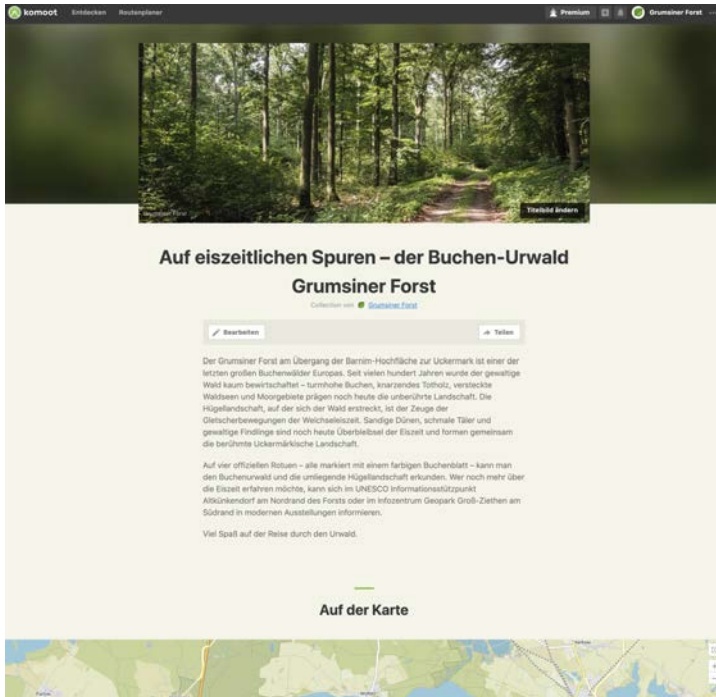 komoot Entdecken Routenplaner Premium Grumsiner Forst
Grumsiner Forst
Titelbild ändern
Auf eiszeitlichen Spuren – der Buchen-Urwald
Grumsiner Forst
Collection von Grumsiner Forst
Bearbeiten Teilen
Der Grumsiner Forst am Übergang der Barnim-Hochfläche zur Uckermark ist einer der
letzten großen Buchenwälder Europas. Seit vielen hundert Jahren wurde der gewaltige
Wald kaum bewirtschaftet – turmhohe Buchen, knarzendes Totholz, versteckte
Waldseen und Moorgebiete prägen noch heute die unberührte Landschaft. Die
Hügellandschaft, auf der sich der Wald erstreckt, ist der Zeuge der
Gletscherbewegungen der Weichseleiszeit. Sandige Dünen, schmale Täler und
gewaltige Findlinge sind noch heute Überbleibsel der Eiszeit und formen gemeinsam
die berühmte Uckermärkische Landschaft.
Auf vier offiziellen Rotuen – alle markiert mit einem farbigen Buchenblatt – kann man
den Buchenurwald und die umliegende Hügellandschaft erkunden. Wer noch mehr über
die Eiszeit erfahren möchte, kann sich im UNESCO Informationsstützpunkt
Altkünkendorf am Nordrand des Forsts oder im Infozentrum Geopark Groß-Ziethen am
Südrand in modernen Ausstellungen informieren.
Viel Spaß auf der Reise durch den Urwald.
Auf der Karte